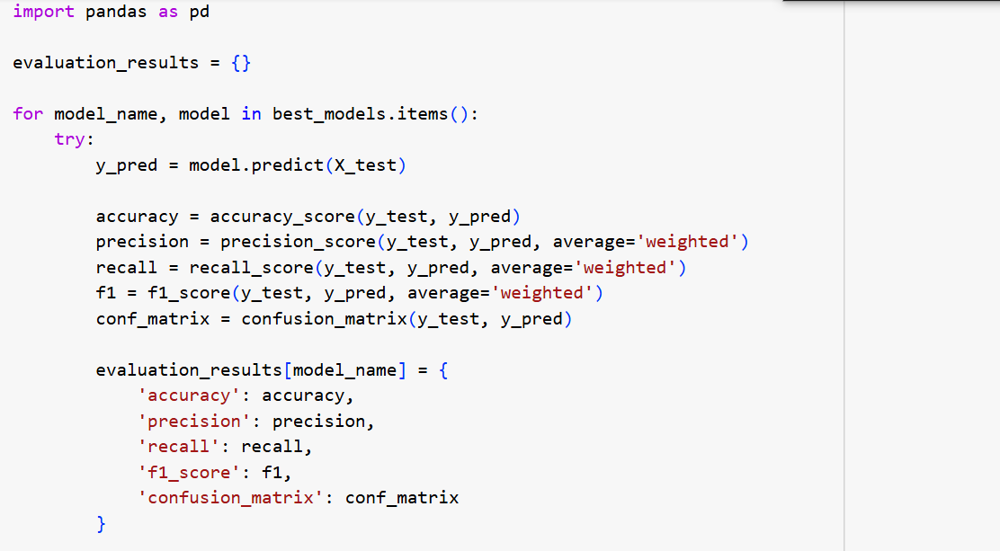 import pandas as pd
evaluation_results = {}
for model_name, model in best_models.items():
    try:
        y_pred = model.predict(X_test)
        accuracy = accuracy_score(y_test, y_pred)
        precision = precision_score(y_test, y_pred, average='weighted')
        recall = recall_score(y_test, y_pred, average='weighted')
        f1 = f1_score(y_test, y_pred, average='weighted')
        conf_matrix = confusion_matrix(y_test, y_pred)
        evaluation_results[model_name] = {
            'accuracy': accuracy,
            'precision': precision,
            'recall': recall,
            'f1_score': f1,
            'confusion_matrix': conf_matrix
        }